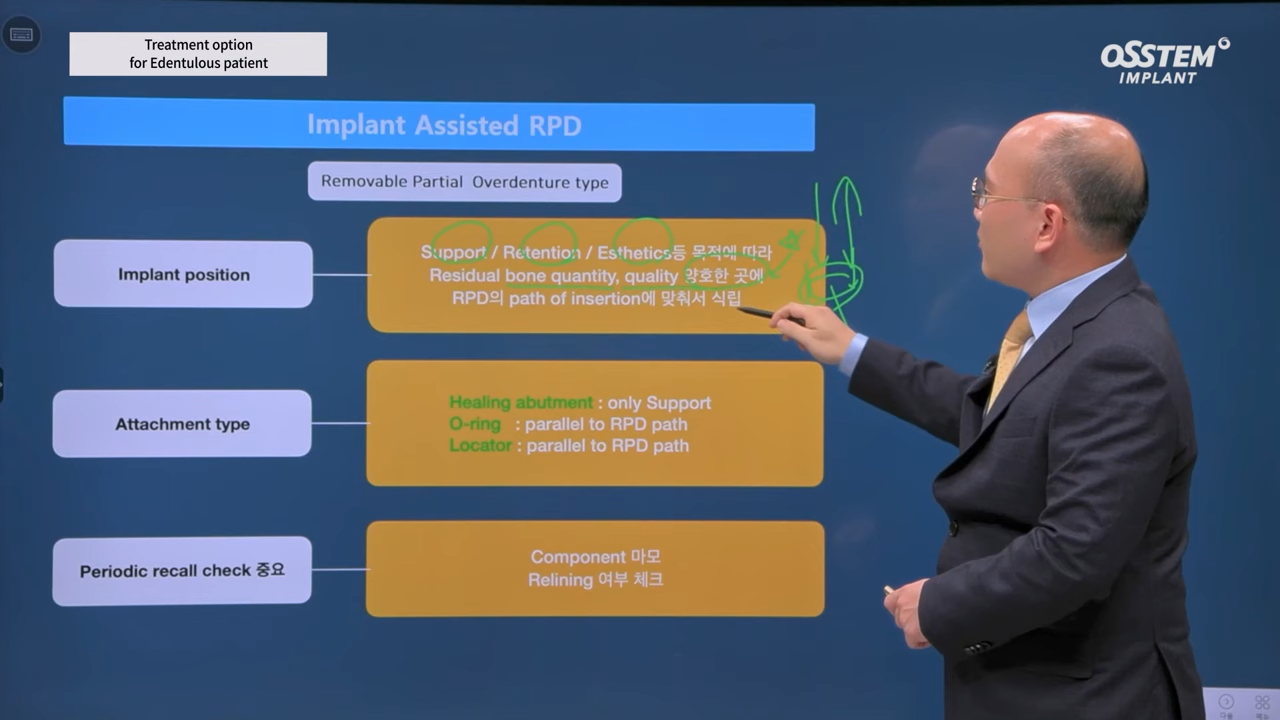 Treatment option
for Edentulous patient
OSSTEM
IMPLANT
Implant Assisted RPD
Removable Partial Overdenture type
Implant position
Support / Retention / Esthetics등 목적에 따라
Residual bone quantity, quality 양호한 곳에
RPD의 path of insertion에 맞춰서 식립
Attachment type
Healing abutment : only Support
O-ring : parallel to RPD path
Locator : parallel to RPD path
Periodic recall check 중요
Component 마모
Relining 여부 체크